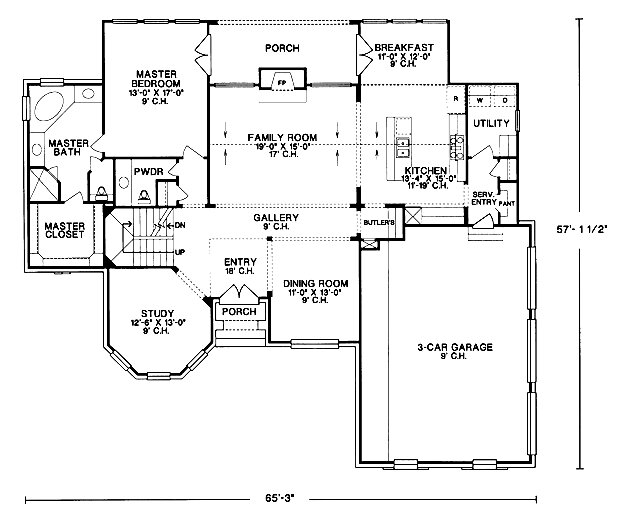 PORCH
BREAKFAST
11'-0" X 12'-0"
9' C.H.
MASTER
BEDROOM
13'-0" X 17'-0"
9' C.H.
FP
R
W D
UTILITY
FAMILY ROOM
19'-0" X 15'-0"
17' C.H.
MASTER
BATH
PWDR
KITCHEN
13'-4" X 15'-0"
11'-19' C.H.
SERV.
ENTRY
PANT
MASTER
CLOSET
DN
UP
GALLERY
9' C.H.
BUTLER'S
57'- 1 1/2"
ENTRY
18' C.H.
DINING ROOM
11'-0" X 13'-0"
9' C.H.
PORCH
STUDY
12'-6" X 13'-0"
9' C.H.
3-CAR GARAGE
9' C.H.
65'-3"